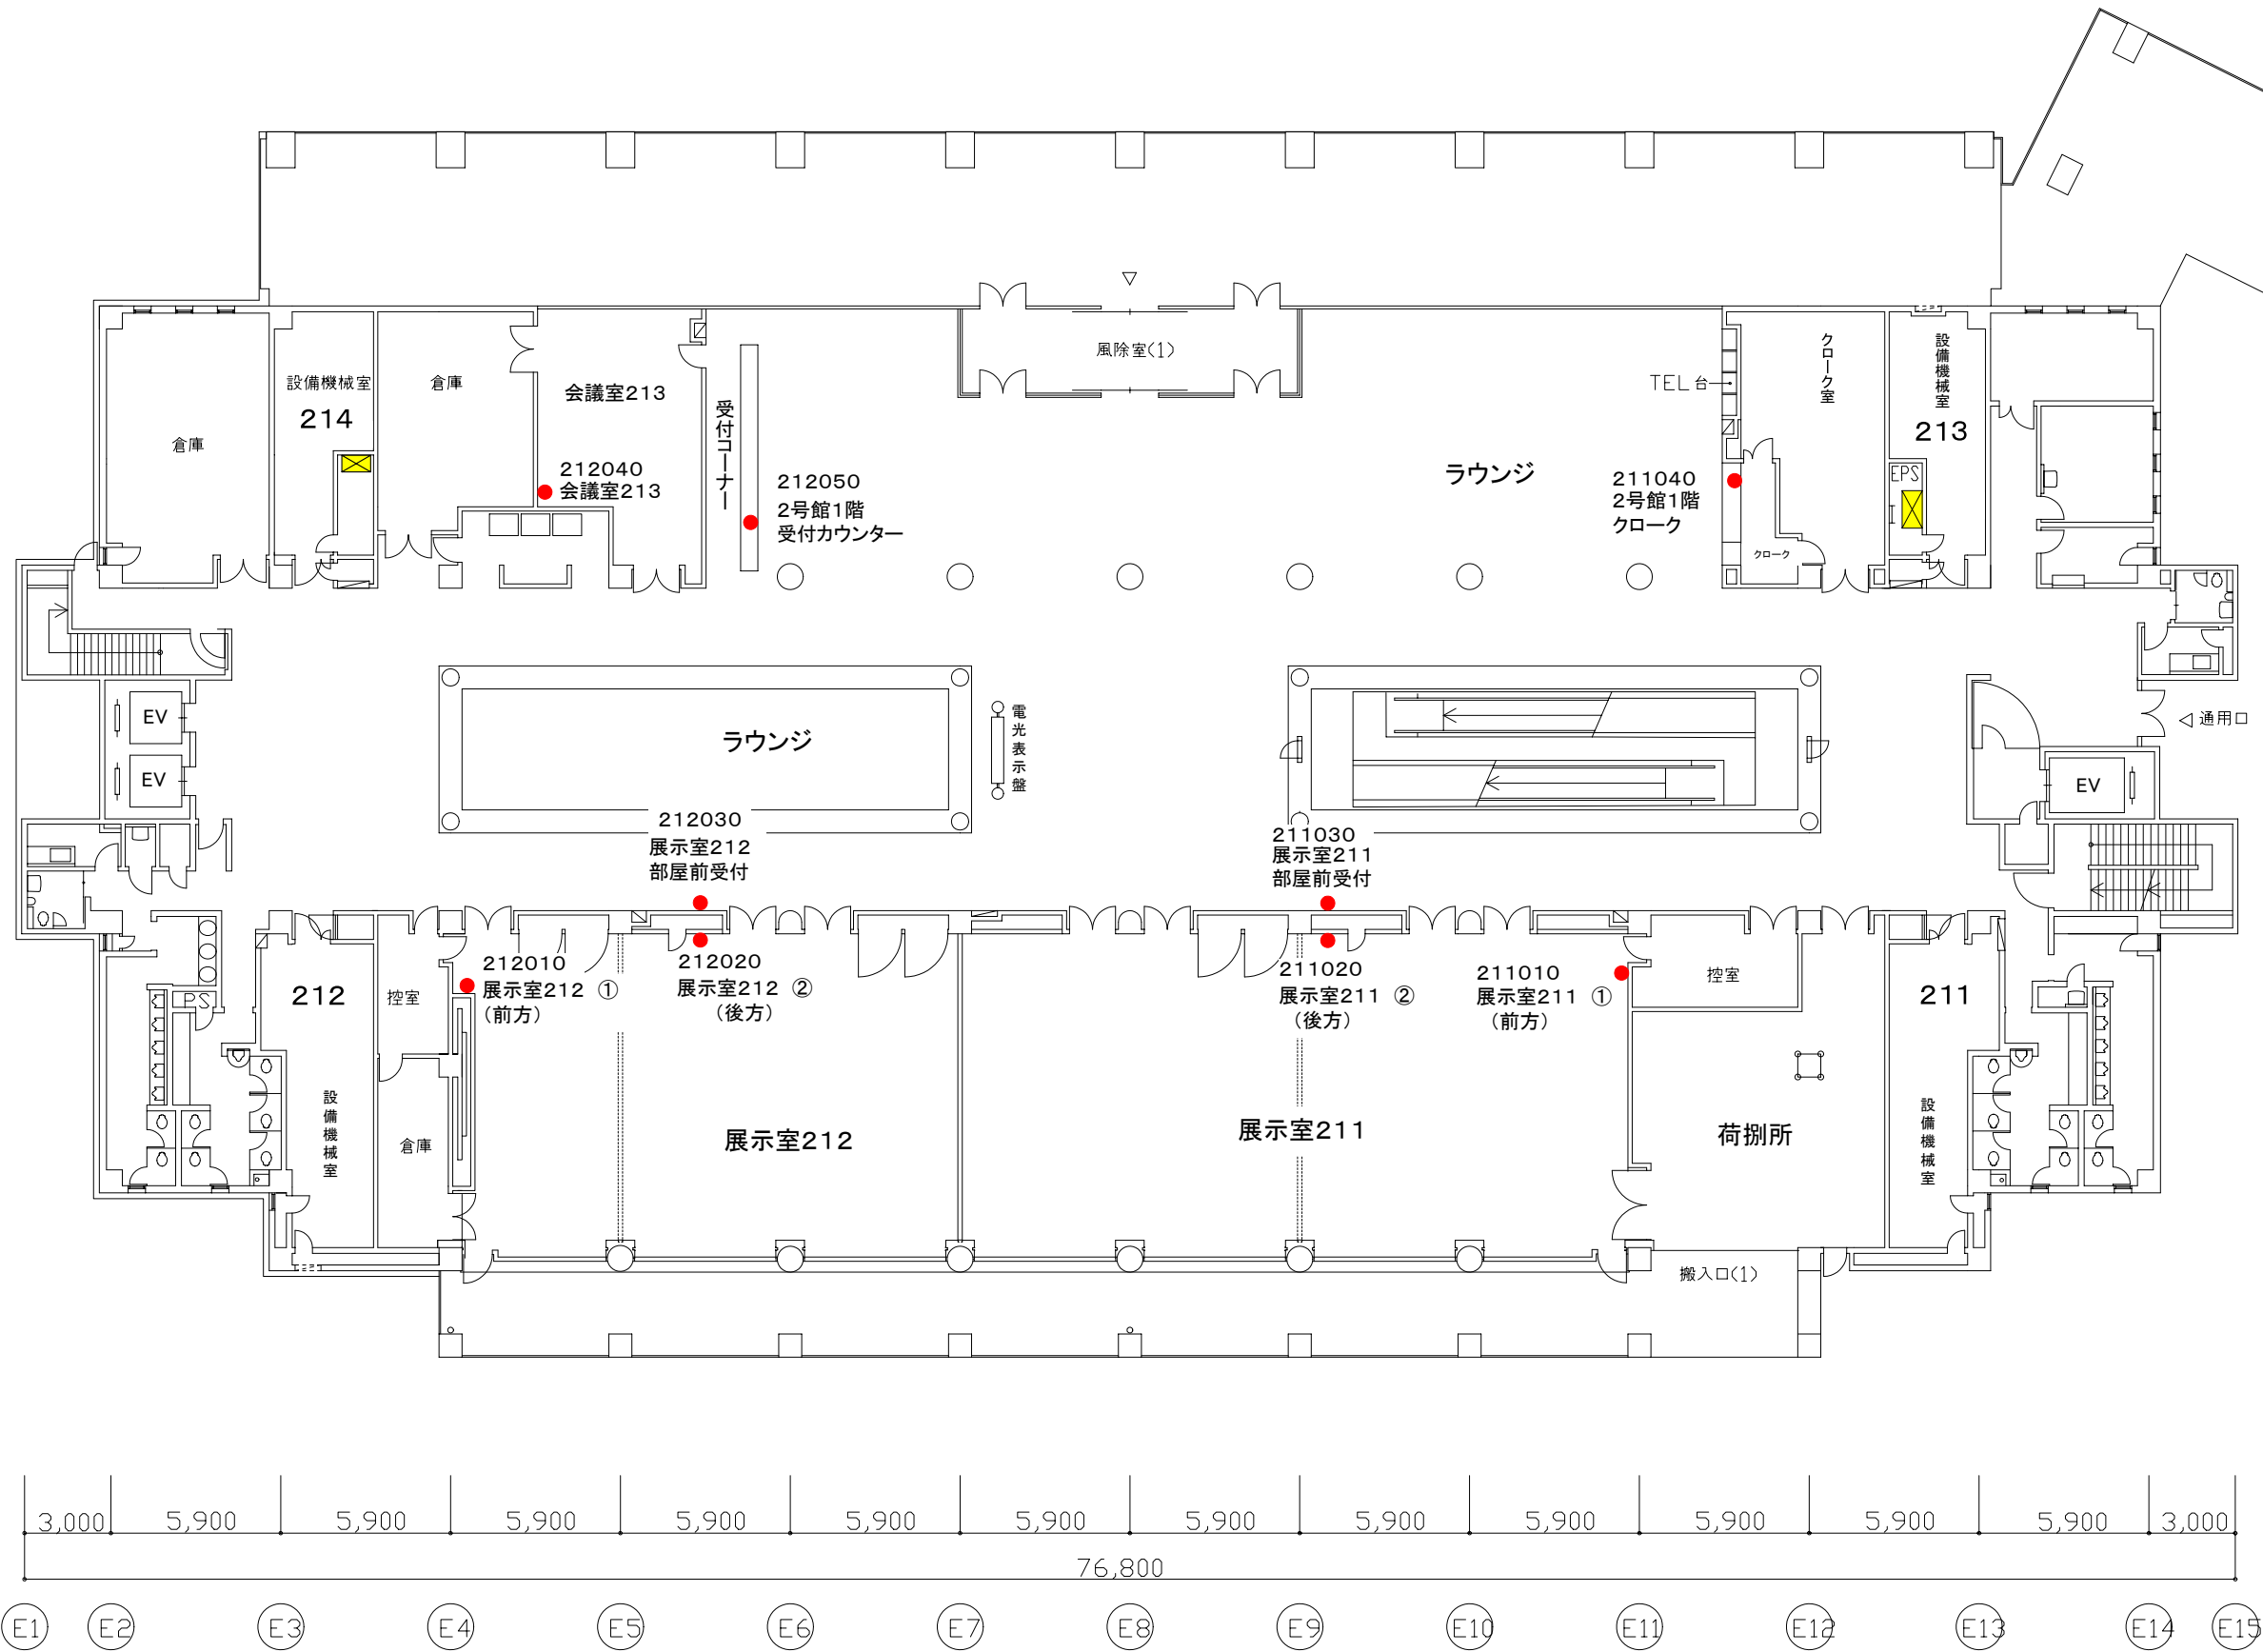 風除室(1)
設備機械室
214
倉庫
会議室213
受付コーナー
TEL台
クローク室
設備機械室
213
倉庫
212040
会議室213
212050
2号館1階
受付カウンター
ラウンジ
211040
2号館1階
クローク
EPS
クローク
EV
EV
ラウンジ
電光表示盤
通用口
EV
212030
展示室212
部屋前受付
211030
展示室211
部屋前受付
212
PS
控室
212010
展示室212 ①
(前方)
212020
展示室212 ②
(後方)
211020
展示室211 ②
(後方)
211010
展示室211 ①
(前方)
控室
211
設備機械室
倉庫
展示室212
展示室211
荷捌所
設備機械室
搬入口(1)
3,000 5,900 5,900 5,900 5,900 5,900 5,900 5,900 5,900 5,900 5,900 5,900 5,900 3,000
76,800
E1 E2 E3 E4 E5 E6 E7 E8 E9 E10 E11 E12 E13 E14 E15